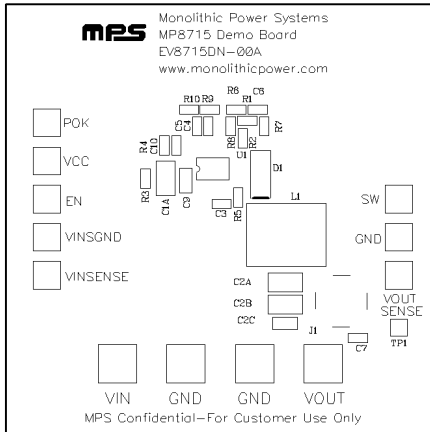 mps
Monolithic Power Systems
MP8715 Demo Board
EV8715DN-00A
www.monolithicpower.com
R10 R9
R6
R1
C6
C5
C4
R8
R2
R7
POK
R4
C10
U1
D1
VCC
R3
C1A
C9
C3
R5
L1
EN
SW
VINSGND
GND
VINSENSE
C2A
C2B
C2C
VOUT
SENSE
J1
TP1
C7
VIN
GND
GND
VOUT
MPS Confidential-For Customer Use Only